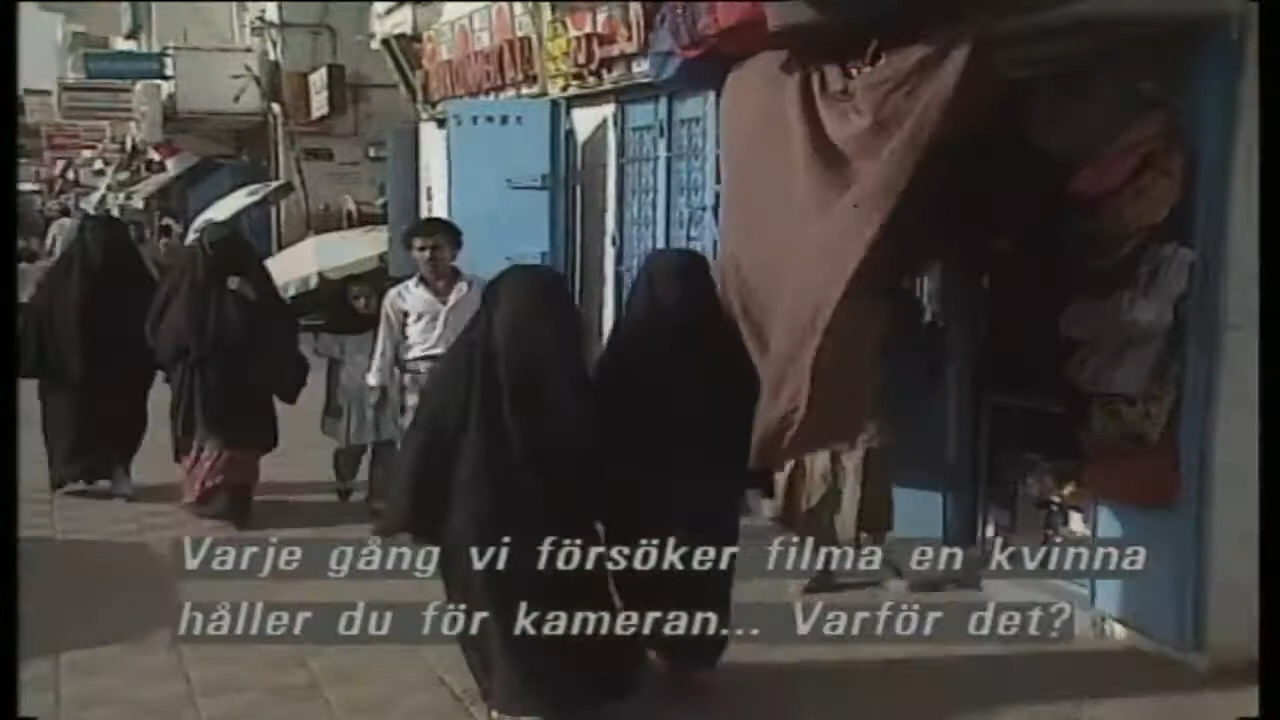 Varje gång vi försöker filma en kvinna
håller du för kameran... Varför det?